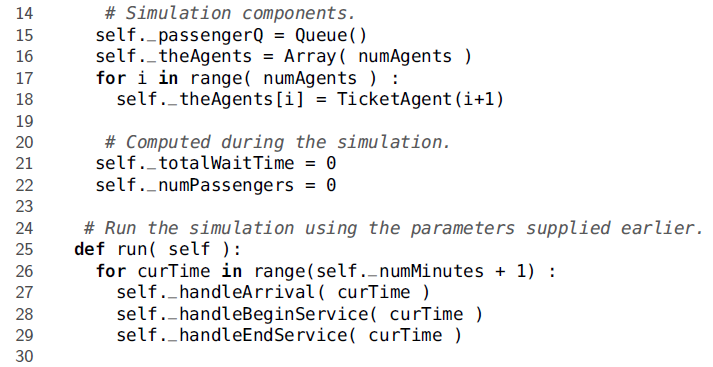 14 # Simulation components.
15 self._passengerQ = Queue()
16 self._theAgents = Array( numAgents )
17 for i in range( numAgents ) :
18 self._theAgents[i] = TicketAgent(i+1)
19
20 # Computed during the simulation.
21 self._totalWaitTime = 0
22 self._numPassengers = 0
23
24 # Run the simulation using the parameters supplied earlier.
25 def run( self ):
26 for curTime in range(self._numMinutes + 1) :
27 self._handleArrival( curTime )
28 self._handleBeginService( curTime )
29 self._handleEndService( curTime )
30